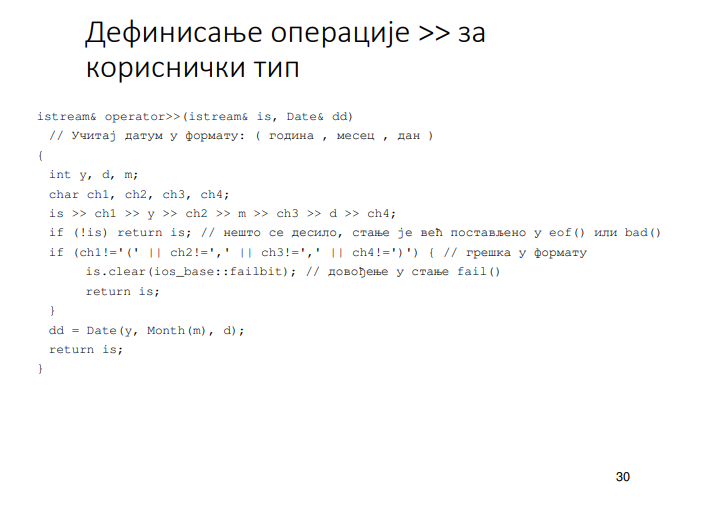 Дефинисање операције >> за
кориснички тип
istream& operator>>(istream& is, Date& dd)
// Учитај датум у формату: ( година , месец , дан )
{
int y, d, m;
char ch1, ch2, ch3, ch4;
is >> ch1 >> y >> ch2 >> m >> ch3 >> d >> ch4;
if (!is) return is; // нешто се десило, стање је већ постављено у eof() или bad()
if (ch1!='(' || ch2!=',' || ch3!=',' || ch4!=')') { // грешка у формату
is.clear(ios_base::failbit); // довођење у стање fail()
return is;
}
dd = Date(y, Month(m), d);
return is;
}
30